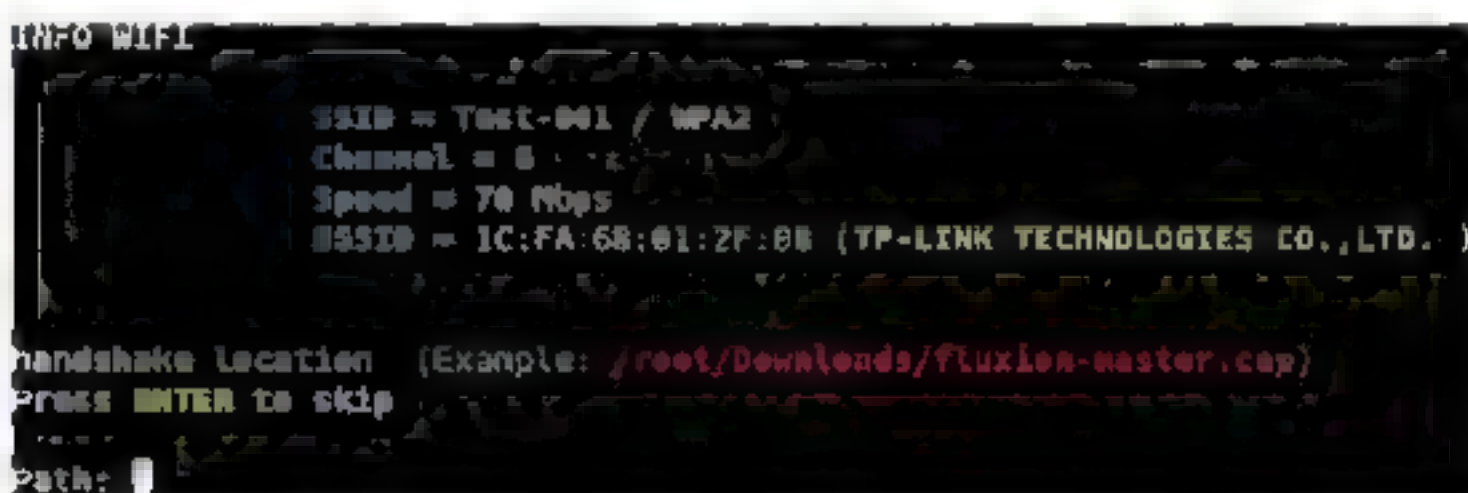 INFO WIFI
SSID = Test-001 / WPA2
Channel = 6
Speed = 70 Mbps
BSSID = 1C:FA:68:01:2F:0B (TP-LINK TECHNOLOGIES CO.,LTD. )
handshake location (Example: /root/Downloads/fluxion-master.cap)
Press ENTER to skip
Path: